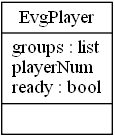 EvgPlayer
groups : list
playerNum
ready : bool